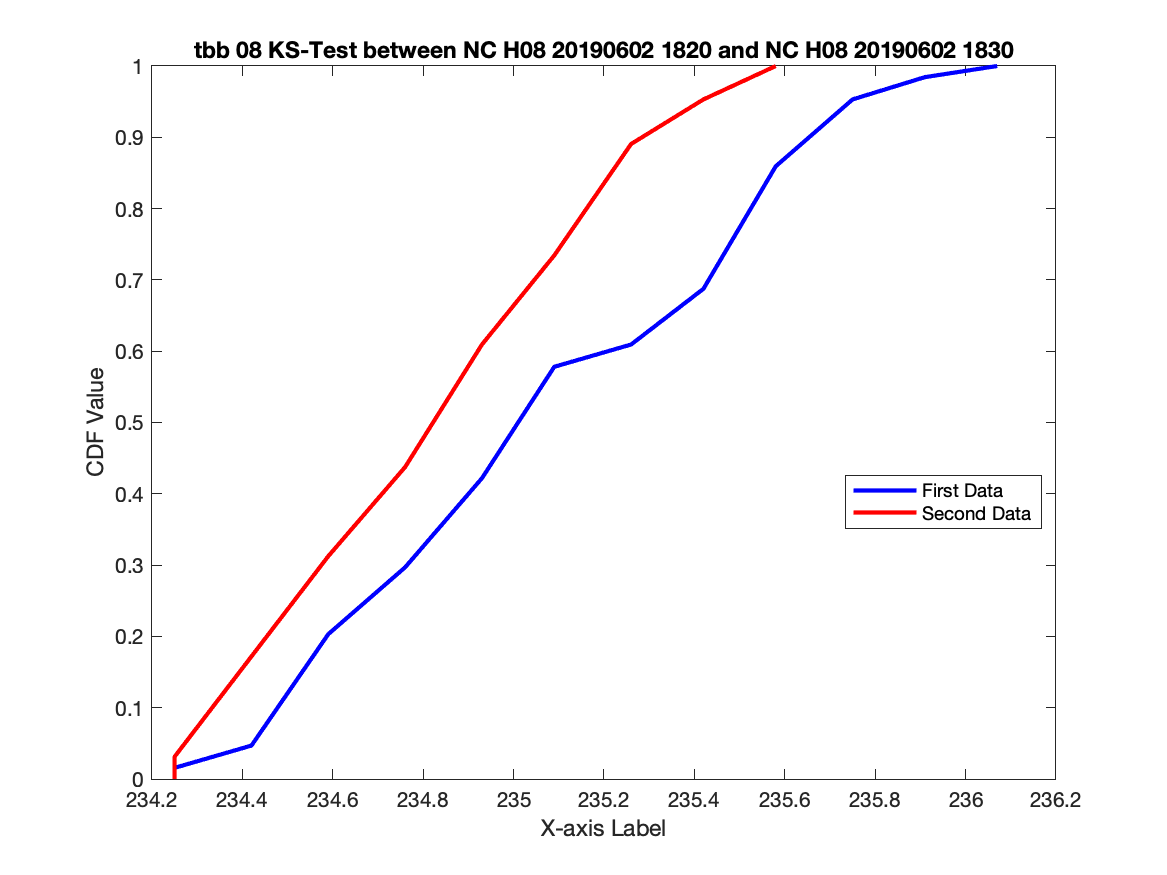 tbb 08 KS-Test between NC H08 20190602 1820 and NC H08 20190602 1830
1
0.9
0.8
0.7
0.6
0.5
0.4
0.3
0.2
0.1
0
CDF Value
First Data
Second Data
234.2 234.4 234.6 234.8 235 235.2 235.4 235.6 235.8 236 236.2
X-axis Label